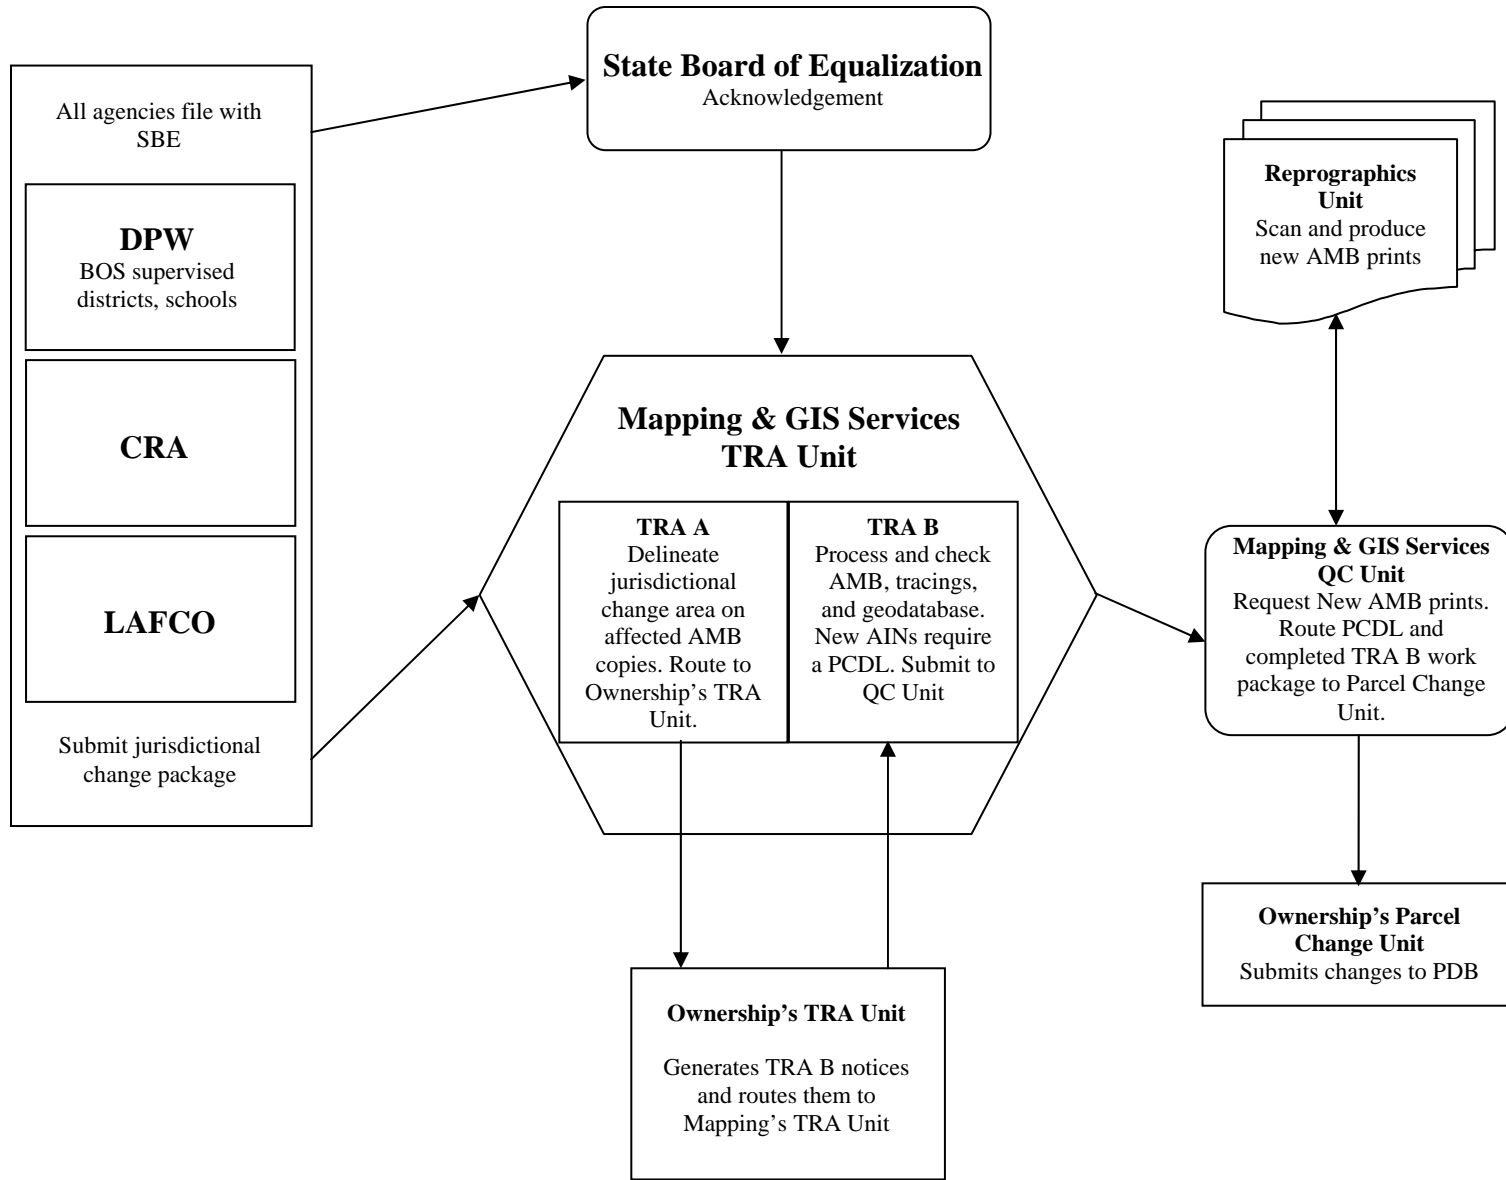 State Board of Equalization
Acknowledgement
All agencies file with
SBE
DPW
BOS supervised
districts, schools
CRA
LAFCO
Submit jurisdictional
change package
Mapping & GIS Services
TRA Unit
TRA A
Delineate
jurisdictional
change area on
affected AMB
copies. Route to
Ownership's TRA
Unit.
TRA B
Process and check
AMB, tracings,
and geodatabase.
New AINs require
a PCDL. Submit to
QC Unit
Ownership's TRA Unit
Generates TRA B notices
and routes them to
Mapping's TRA Unit
Reprographics
Unit
Scan and produce
new AMB prints
Mapping & GIS Services
QC Unit
Request New AMB prints.
Route PCDL and
completed TRA B work
package to Parcel Change
Unit.
Ownership's Parcel
Change Unit
Submits changes to PDB